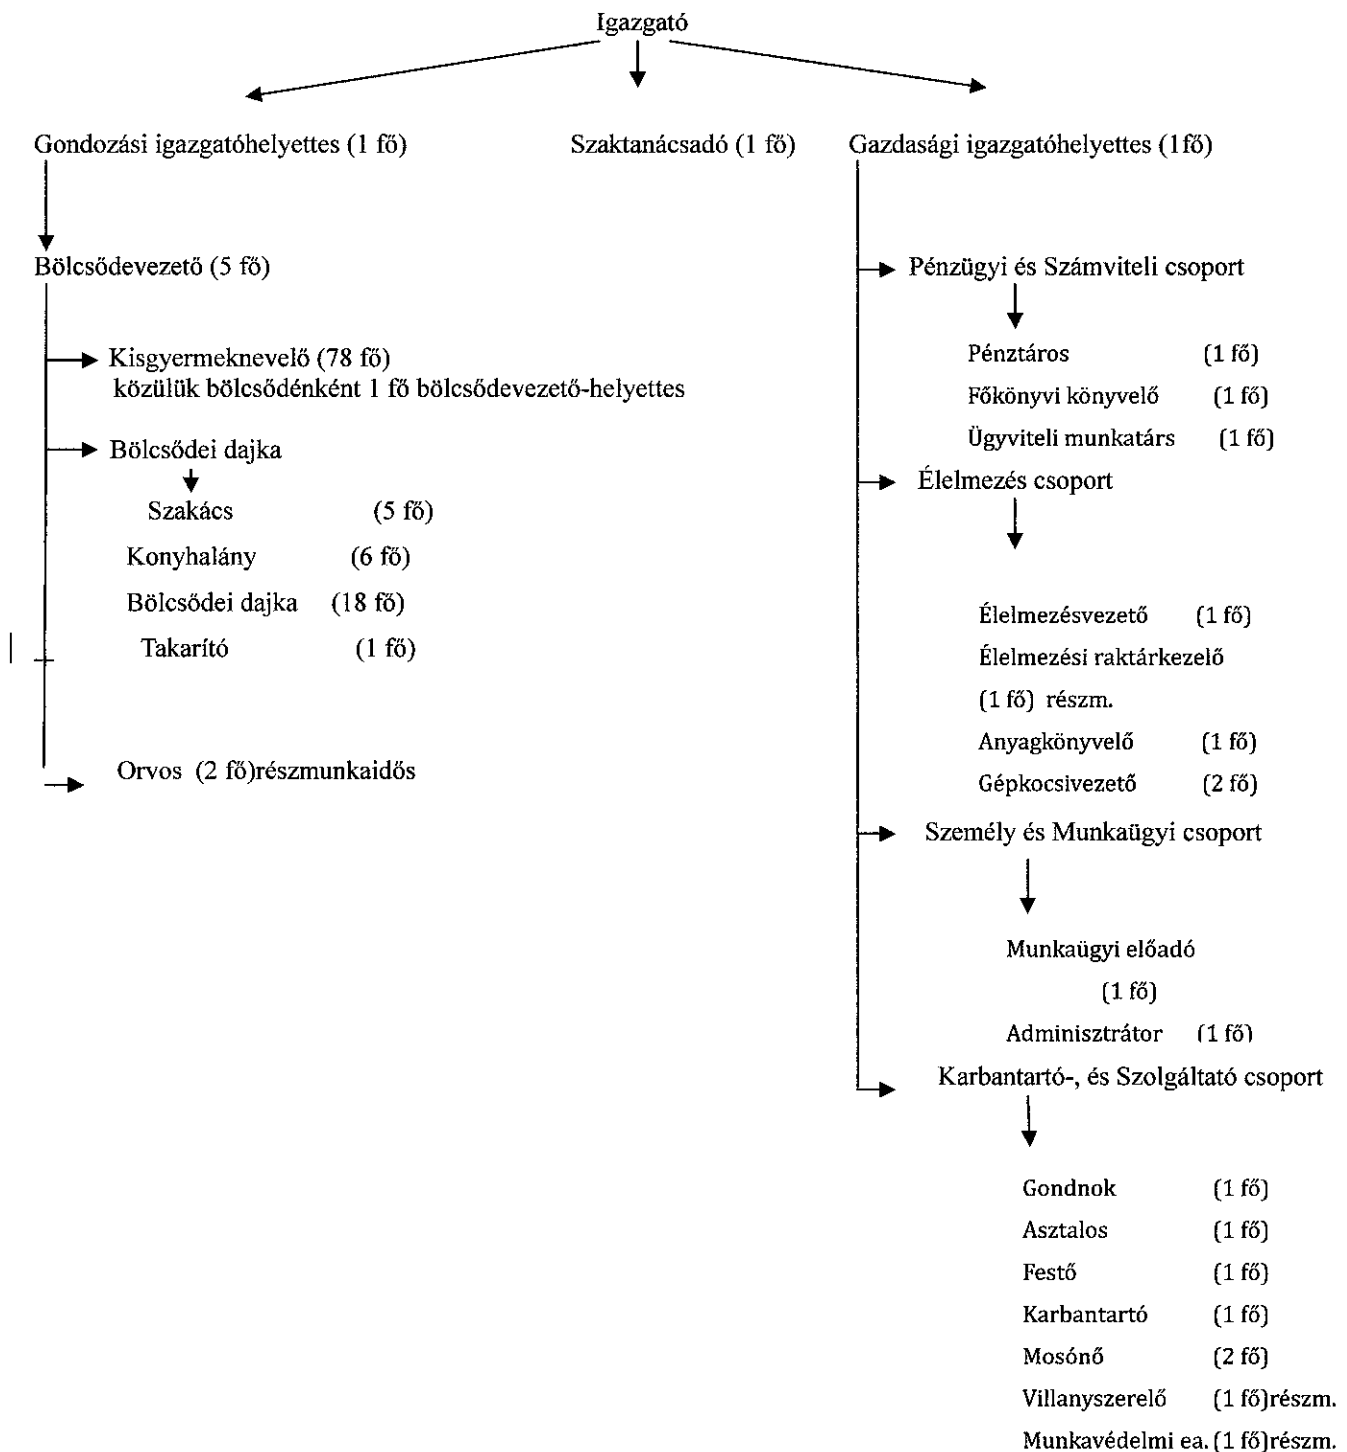 Igazgató
Gondozási igazgatóhelyettes (1 fő)
Szaktanácsadó (1 fő)
Gazdasági igazgatóhelyettes (1fő)
Bölcsődevezető (5 fő)
Kisgyermeknevelő (78 fő)
közülük bölcsődénként 1 fő bölcsődevezető-helyettes
Bölcsődei dajka
Szakács (5 fő)
Konyhalány (6 fő)
Bölcsődei dajka (18 fő)
Takarító (1 fő)
Orvos (2 fő)részmunkaidős
Pénzügyi és Számviteli csoport
Pénztáros (1 fő)
Főkönyvi könyvelő (1 fő)
Ügyviteli munkatárs (1 fő)
Élelmezés csoport
Élelmezésvezető (1 fő)
Élelmezési raktárkezelő
(1 fő) részm.
Anyagkönyvelő (1 fő)
Gépkocsivezető (2 fő)
Személy és Munkaügyi csoport
Munkaügyi előadó
(1 fő)
Adminisztrátor (1 fő)
Karbantartó-, és Szolgáltató csoport
Gondnok (1 fő)
Asztalos (1 fő)
Festő (1 fő)
Karbantartó (1 fő)
Mosónő (2 fő)
Villanyszerelő (1 fő)részm.
Munkavédelmi ea. (1 fő)részm.